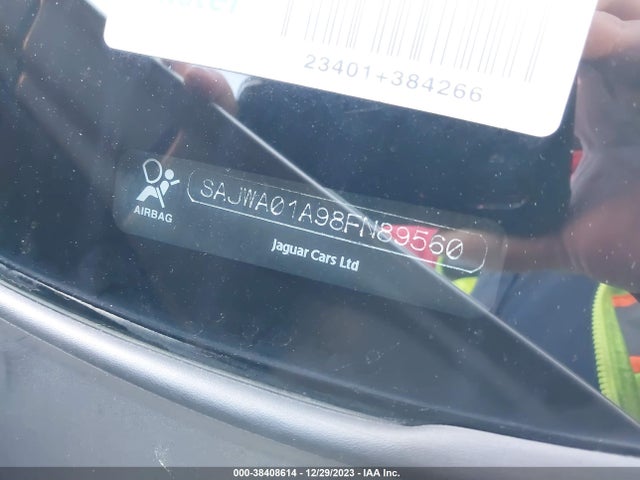 23401+384266
SAJWA01A98FN89560
AIRBAG
Jaguar Cars Ltd
000-38408614 - 12/29/2023 - IAA Inc.